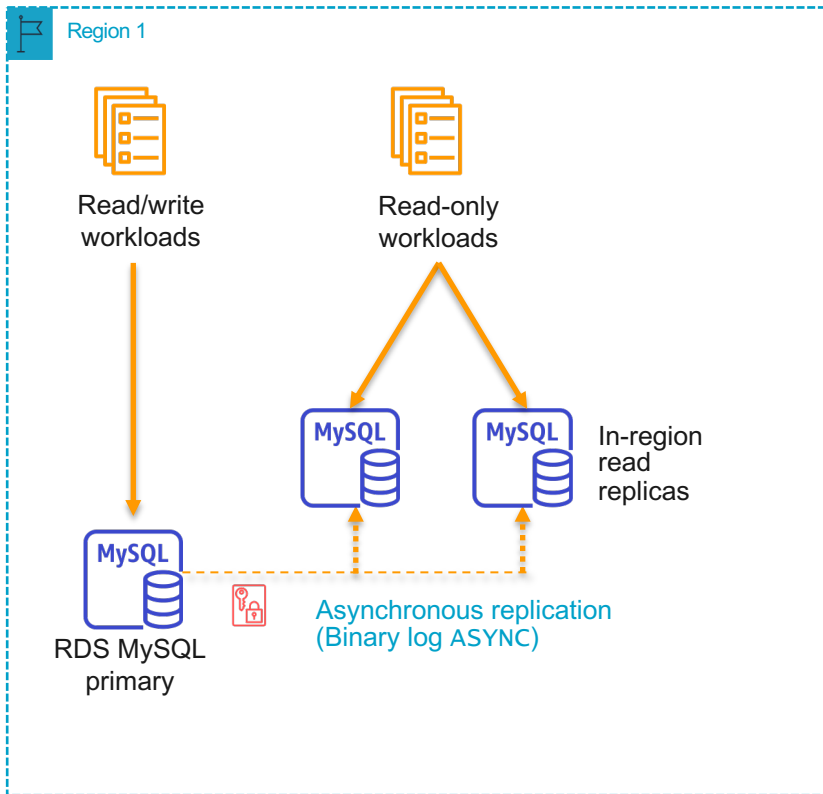 Region 1
Read/write
workloads
Read-only
workloads
MySQL
MySQL
In-region
read
replicas
MySQL
RDS MySQL
primary
Asynchronous replication
(Binary log ASYNC)